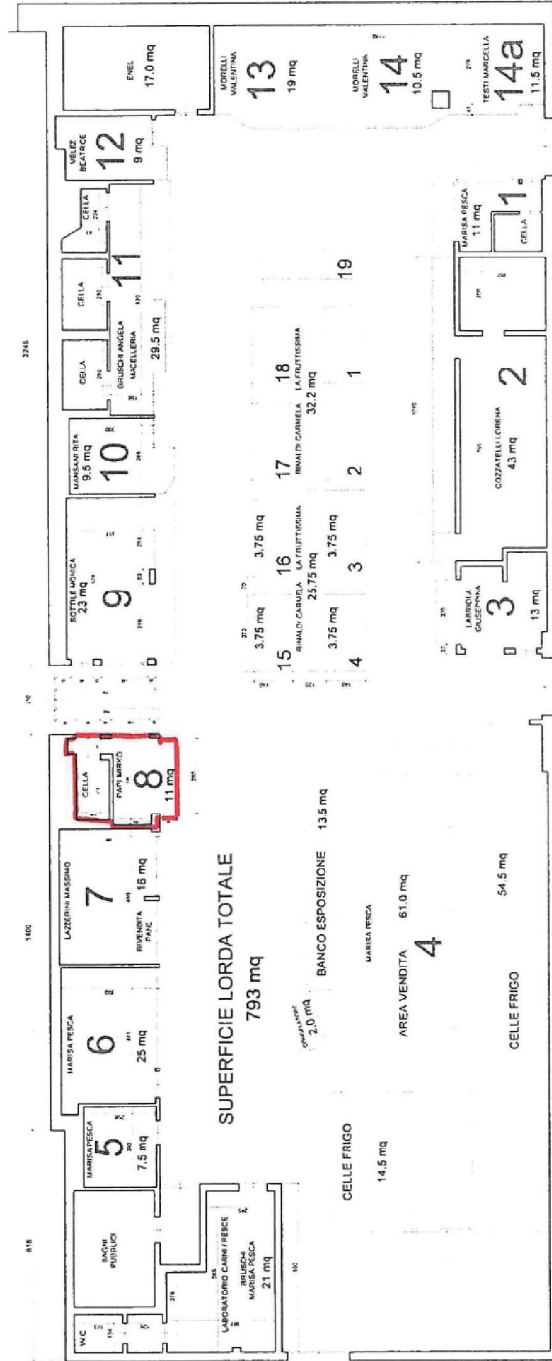 2245
1480
818
ENEL
17.0 mq
MORELLI
VALENTINA
13
19 mq
MORELLI
VALENTINA
14
10.5 mq
TESTI MARCELLA
14a
11.5 mq
VELEZ
BEATRICE
12
9 mq
CELLA
CELLA
CELLA
11
BRUSCHI ANGELA
MACELLERIA
29.5 mq
MANSANI RITA
9.5 mq
10
SOTTILE MONICA
23 mq
9
CELLA
PAPI MIRKO
8
11 mq
LAZZERINI MASSIMO
7
RIVENDITA
PANE
16 mq
MARISA PESCA
6
25 mq
MARISA PESCA
5
7.5 mq
BAGNI
PUBBLICI
W.C
LABORATORIO CARNI / PESCE
BRUSCHI
MARISA PESCA
21 mq
SUPERFICIE LORDA TOTALE
793 mq
BANCO ESPOSIZIONE
13.5 mq
2.0 mq
MARISA PESCA
AREA VENDITA
61.0 mq
4
CELLE FRIGO
14.5 mq
CELLE FRIGO
54.5 mq
19
18
17
RINALDI CARMELA
LA FRUTTISSIMA
32.2 mq
1
2
3.75 mq
3.75 mq
16
15
RINALDI CARMELA
LA FRUTTISSIMA
25.75 mq
3.75 mq
3.75 mq
3
4
MARISA PESCA
11 mq
1
CELLA
2
COZZATELLI LORENA
43 mq
LABRIOLA
GIUSEPPINA
3
13 mq